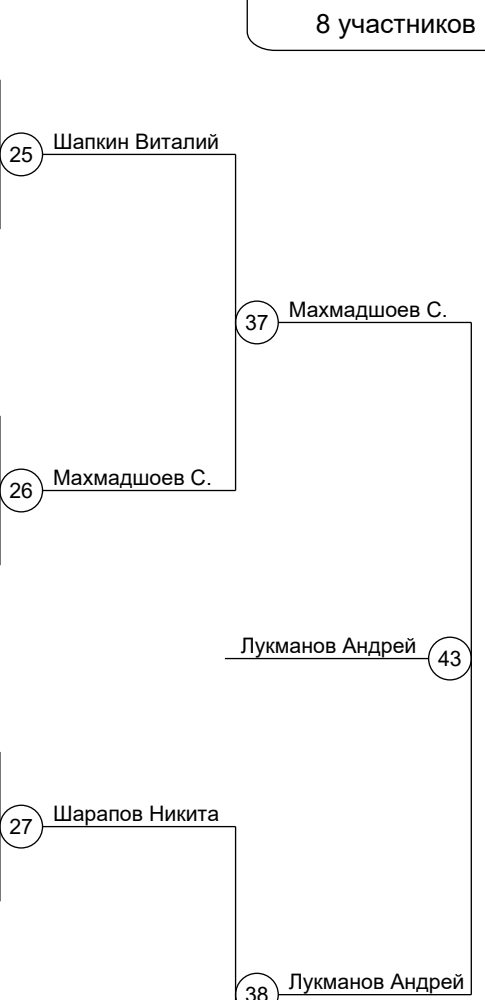 8 участников
Шапкин Виталий
25
Махмадшоев С.
37
Махмадшоев С.
26
Лукманов Андрей
43
Шарапов Никита
27
Лукманов Андрей
38